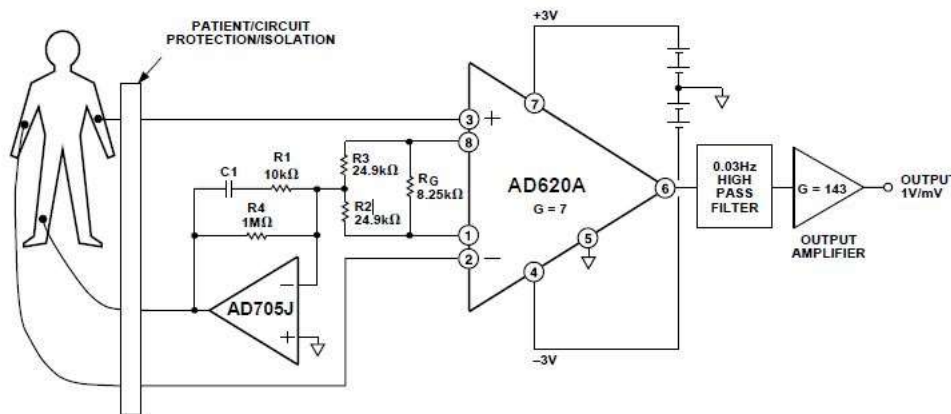 PATIENT/CIRCUIT
PROTECTION/ISOLATION
+3V
3
+
8
7
C1
R1
10kΩ
R3
24.9kΩ
RG
8.25kΩ
AD620A
G = 7
6
0.03Hz
HIGH
PASS
FILTER
G = 143
OUTPUT
1V/mV
R4
1MΩ
R2
24.9kΩ
1
2
−
5
4
OUTPUT
AMPLIFIER
AD705J
−
+
–3V